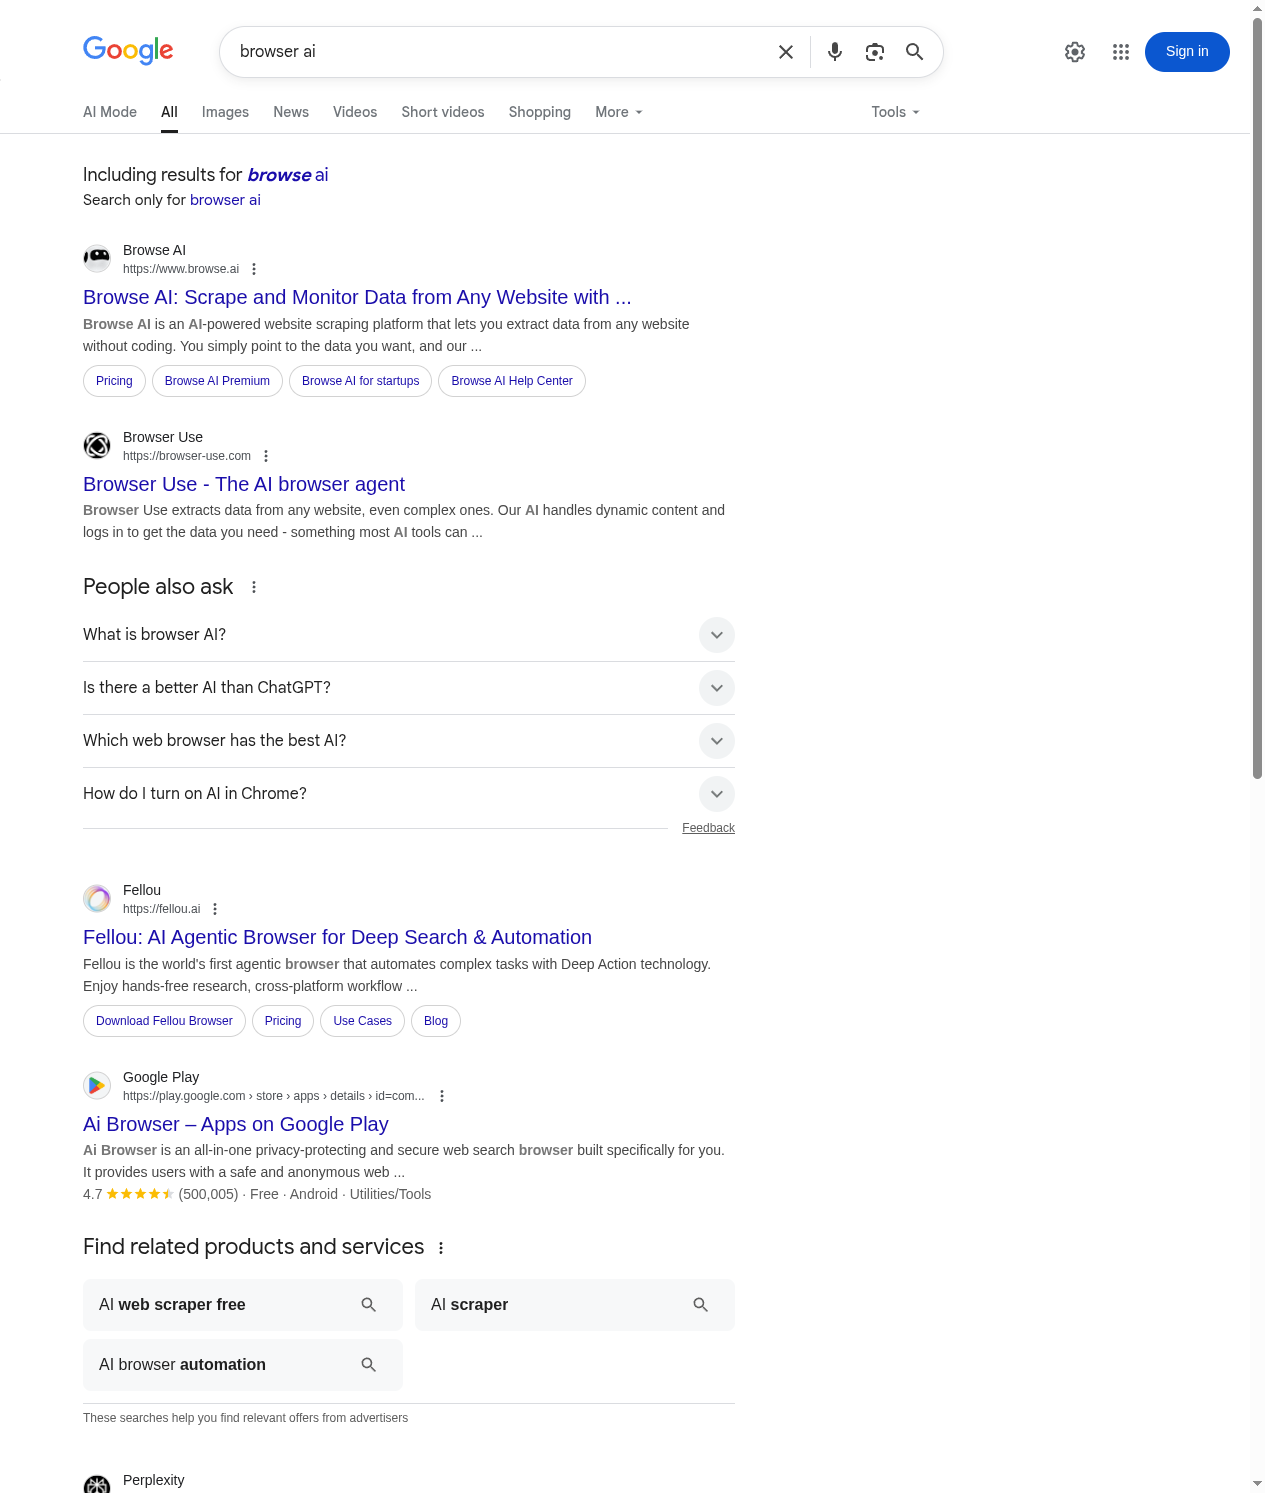 Google
browser ai
Sign in
AI Mode
All
Images
News
Videos
Short videos
Shopping
More
Tools
Including results for browse ai
Search only for browser ai
Browse AI
https://www.browse.ai
Browse AI: Scrape and Monitor Data from Any Website with ...
Browse AI is an AI-powered website scraping platform that lets you extract data from any website
without coding. You simply point to the data you want, and our ...
Pricing
Browse AI Premium
Browse AI for startups
Browse AI Help Center
Browser Use
https://browser-use.com
Browser Use - The AI browser agent
Browser Use extracts data from any website, even complex ones. Our AI handles dynamic content and
logs in to get the data you need - something most AI tools can ...
People also ask
What is browser AI?
Is there a better AI than ChatGPT?
Which web browser has the best AI?
How do I turn on AI in Chrome?
Feedback
Fellou
https://fellou.ai
Fellou: AI Agentic Browser for Deep Search & Automation
Fellou is the world's first agentic browser that automates complex tasks with Deep Action technology.
Enjoy hands-free research, cross-platform workflow ...
Download Fellou Browser
Pricing
Use Cases
Blog
Google Play
https://play.google.com › store › apps › details › id=com...
Ai Browser – Apps on Google Play
Ai Browser is an all-in-one privacy-protecting and secure web search browser built specifically for you.
It provides users with a safe and anonymous web ...
4.7 ★★★★★ (500,005) · Free · Android · Utilities/Tools
Find related products and services
AI web scraper free
AI scraper
AI browser automation
These searches help you find relevant offers from advertisers
Perplexity